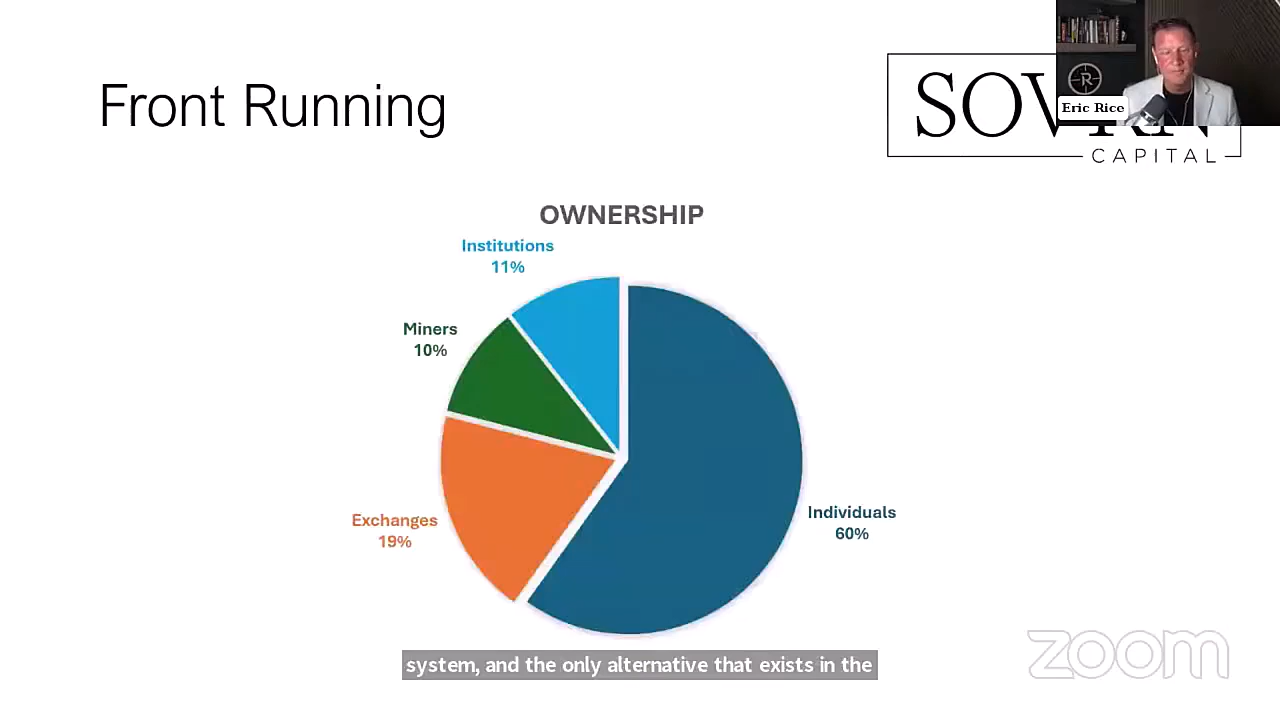 Front Running
SOV
CAPITAL
Eric Rice
OWNERSHIP
Institutions
11%
Miners
10%
Exchanges
19%
Individuals
60%
system, and the only alternative that exists in the
zoom